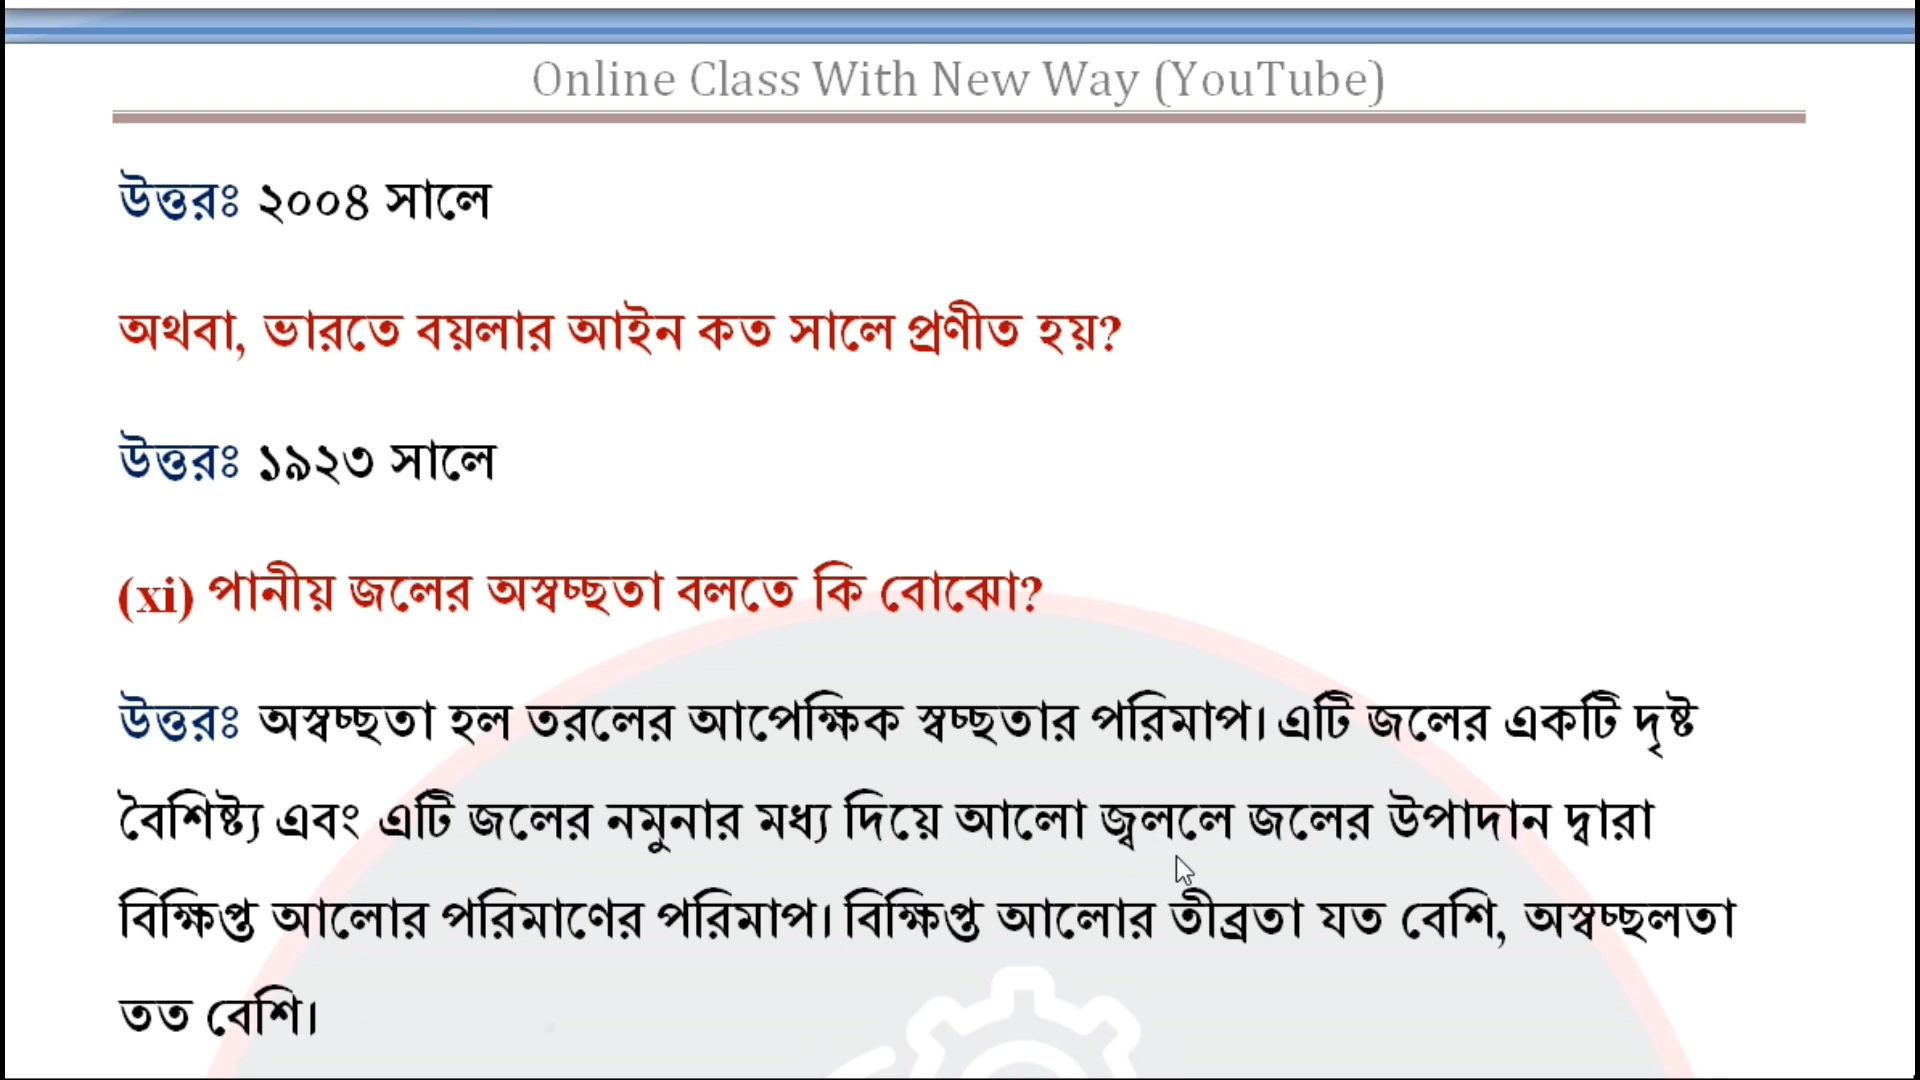 Online Class With New Way (YouTube)
উত্তরঃ ২০০৪ সালে
অথবা, ভারতে বয়লার আইন কত সালে প্রণীত হয়?
উত্তরঃ ১৯২৩ সালে
(xi) পানীয় জলের অস্বচ্ছতা বলতে কি বোঝো?
উত্তরঃ অস্বচ্ছতা হল তরলের আপেক্ষিক স্বচ্ছতার পরিমাপ। এটি জলের একটি দৃষ্ট
বৈশিষ্ট্য এবং এটি জলের নমুনার মধ্য দিয়ে আলো জ্বললে জলের উপাদান দ্বারা
বিক্ষিপ্ত আলোর পরিমাণের পরিমাপ। বিক্ষিপ্ত আলোর তীব্রতা যত বেশি, অস্বচ্ছলতা
তত বেশি।